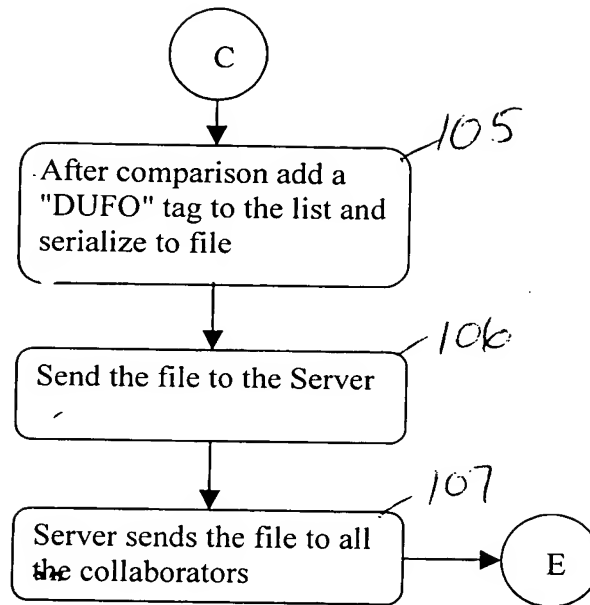 C
105
After comparison add a
"DUFO" tag to the list and
serialize to file
106
Send the file to the Server
107
Server sends the file to all
the collaborators
E